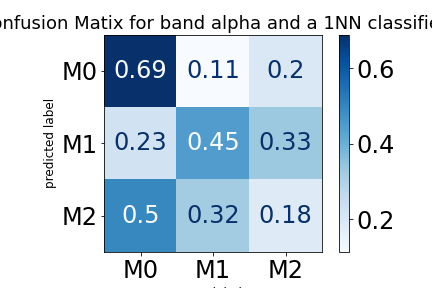 onfusion Matix for band alpha and a 1NN classifie
M0 0.69 0.11 0.2
M1 0.23 0.45 0.33
M2 0.5 0.32 0.18
M0 M1 M2
predicted label
0.6
0.4
0.2